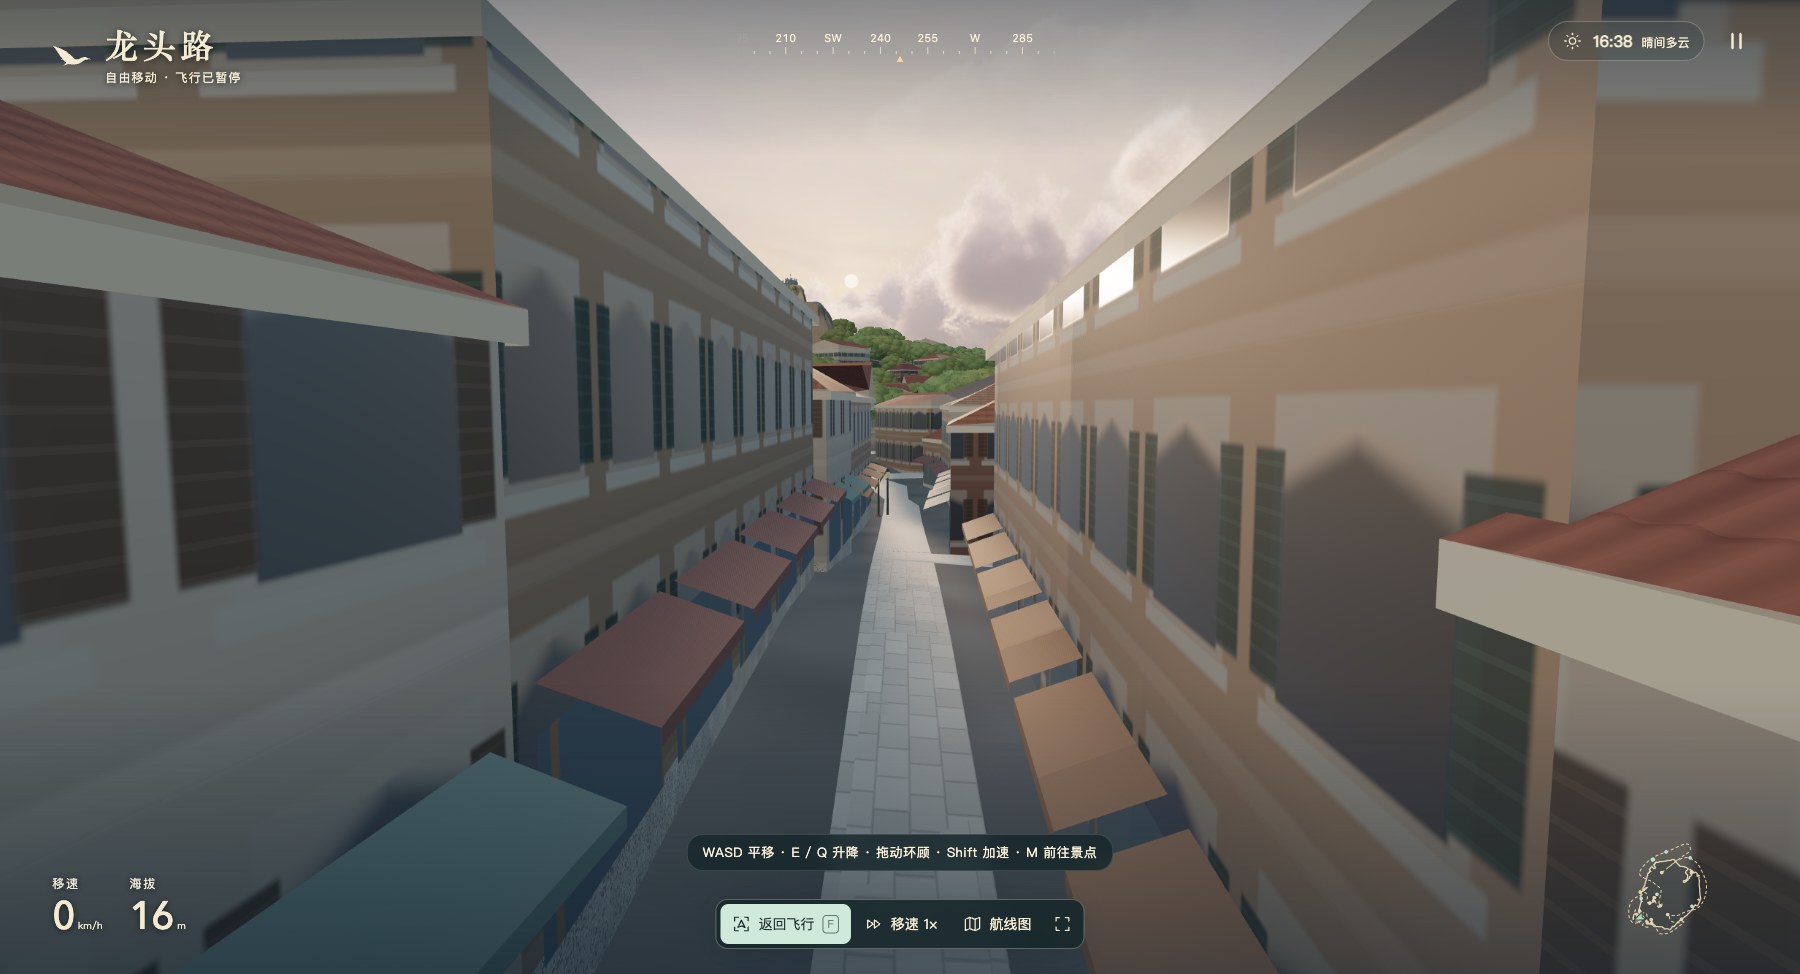 龙头路
自由移动 · 飞行已暂停
210 SW 240 255 W 285
16:38 晴间多云
WASD 平移 · E / Q 升降 · 拖动环顾 · Shift 加速 · M 前往景点
移速 海拔
0 km/h 16 m
返回飞行 F 移速 1x 航线图